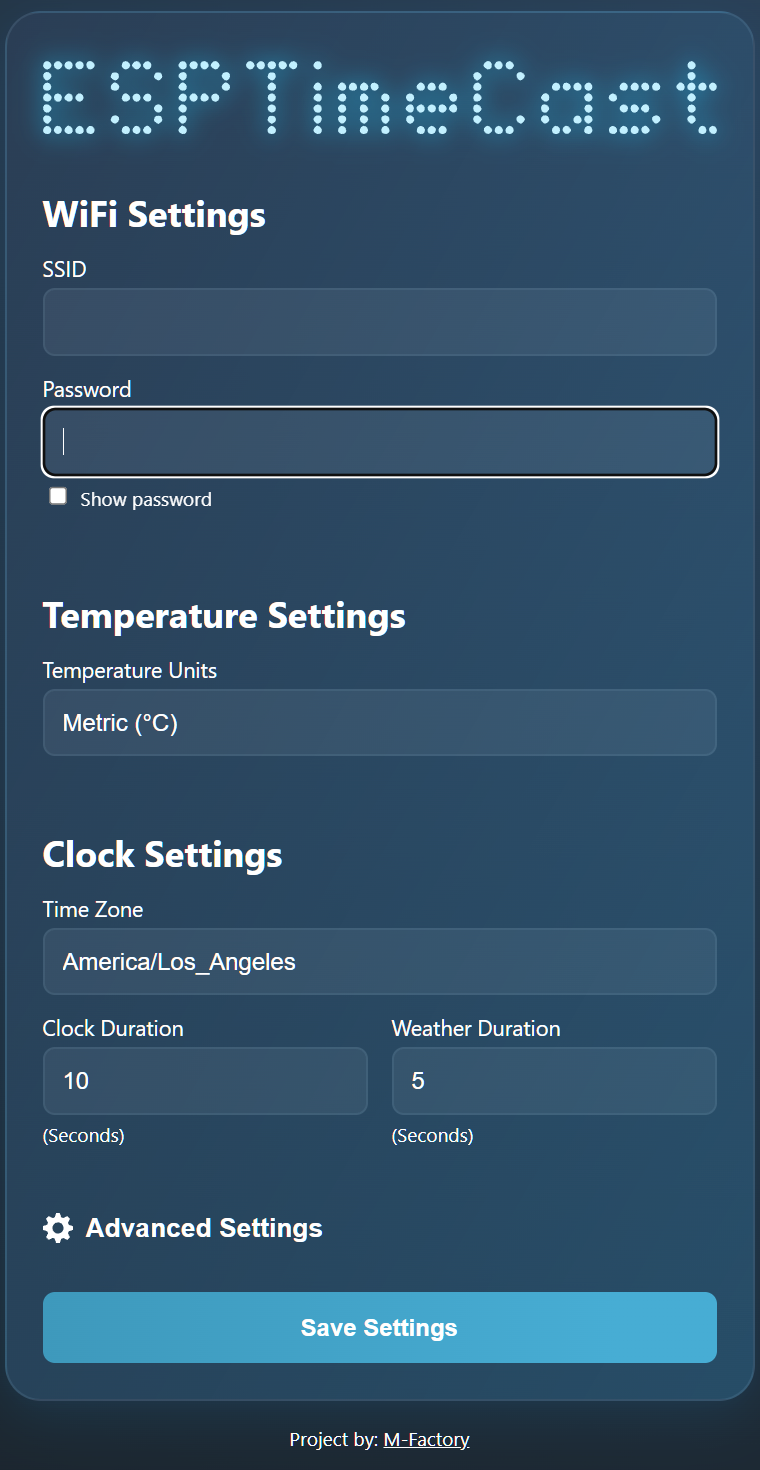 ESPTimeCast
WiFi Settings
SSID
Password
Show password
Temperature Settings
Temperature Units
Metric (°C)
Clock Settings
Time Zone
America/Los_Angeles
Clock Duration Weather Duration
10 5
(Seconds) (Seconds)
Advanced Settings
Save Settings
Project by: M-Factory